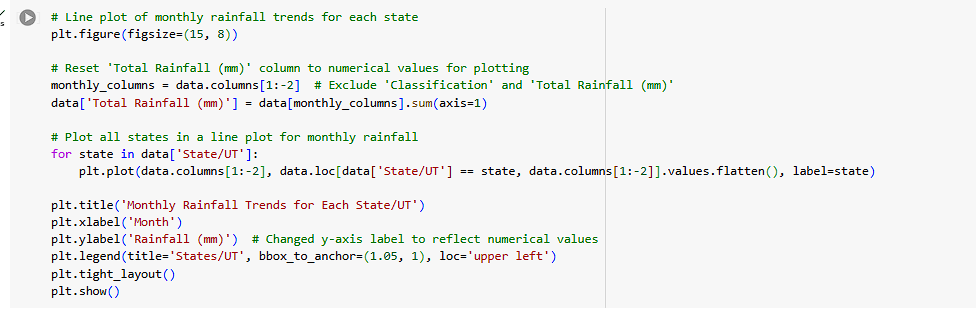 # Line plot of monthly rainfall trends for each state
plt.figure(figsize=(15, 8))
# Reset 'Total Rainfall (mm)' column to numerical values for plotting
monthly_columns = data.columns[1:-2]  # Exclude 'Classification' and 'Total Rainfall (mm)'
data['Total Rainfall (mm)'] = data[monthly_columns].sum(axis=1)
# Plot all states in a line plot for monthly rainfall
for state in data['State/UT']:
    plt.plot(data.columns[1:-2], data.loc[data['State/UT'] == state, data.columns[1:-2]].values.flatten(), label=state)
plt.title('Monthly Rainfall Trends for Each State/UT')
plt.xlabel('Month')
plt.ylabel('Rainfall (mm)')  # Changed y-axis label to reflect numerical values
plt.legend(title='States/UT', bbox_to_anchor=(1.05, 1), loc='upper left')
plt.tight_layout()
plt.show()